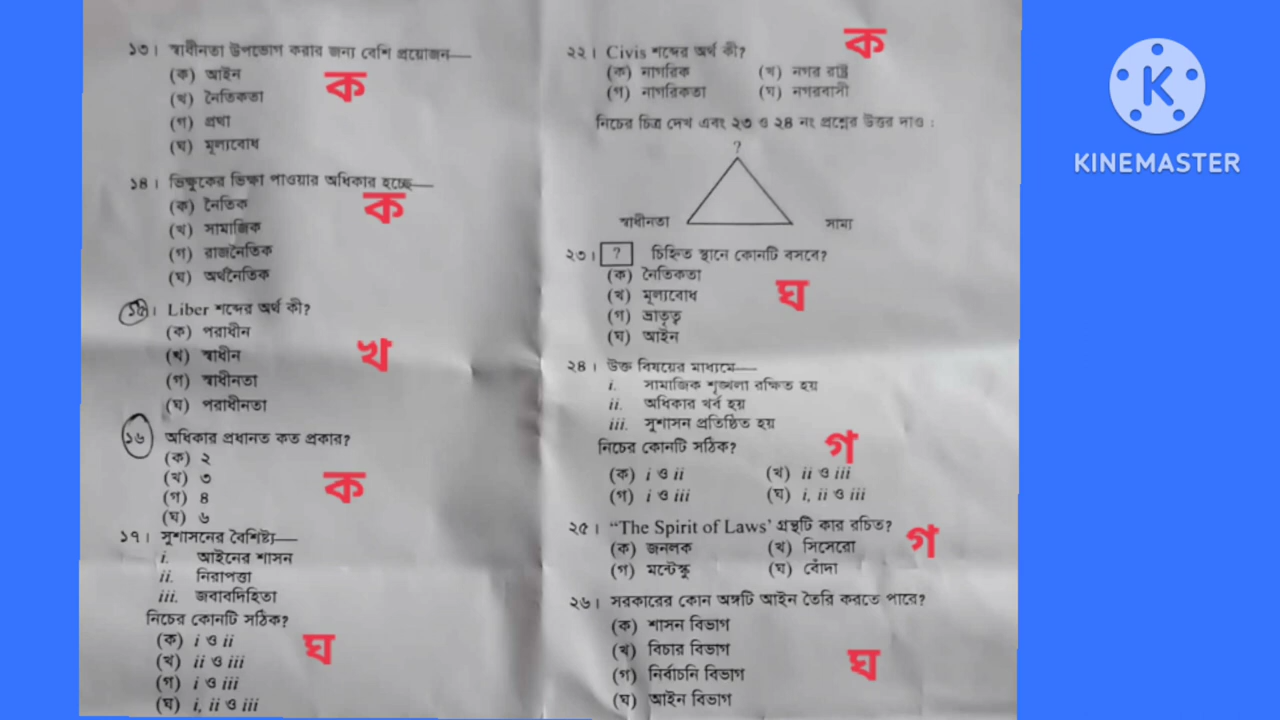 ১৩। স্বাধীনতা উপভোগ করার জন্য বেশি প্রয়োজন—
(ক) আইন
ক
(খ) নৈতিকতা
(গ) প্রথা
(ঘ) মূল্যবোধ
১৪। ভিক্ষুকের ভিক্ষা পাওয়ার অধিকার হচ্ছে—
(ক) নৈতিক
ক
(খ) সামাজিক
(গ) রাজনৈতিক
(ঘ) অর্থনৈতিক
১৫। Liber শব্দের অর্থ কী?
(ক) পরাধীন
(খ) স্বাধীন
খ
(গ) স্বাধীনতা
(ঘ) পরাধীনতা
১৬ অধিকার প্রধানত কত প্রকার?
(ক) ২
(খ) ৩
ক
(গ) ৪
(ঘ) ৬
১৭। সুশাসনের বৈশিষ্ট্য—
i. আইনের শাসন
ii. নিরাপত্তা
iii. জবাবদিহিতা
নিচের কোনটি সঠিক?
(ক) i ও ii
ঘ
(খ) ii ও iii
(গ) i ও iii
(ঘ) i, ii ও iii
২২। Civis শব্দের অর্থ কী?
ক
(ক) নাগরিক (খ) নগর রাষ্ট্র
(গ) নাগরিকতা (ঘ) নগরবাসী
নিচের চিত্র দেখ এবং ২৩ ও ২৪ নং প্রশ্নের উত্তর দাও :
?
স্বাধীনতা সাম্য
২৩। ? চিহ্নিত স্থানে কোনটি বসবে?
(ক) নৈতিকতা
(খ) মূল্যবোধ
ঘ
(গ) ভ্রাতৃত্ব
(ঘ) আইন
২৪। উক্ত বিষয়ের মাধ্যমে—
i. সামাজিক শৃঙ্খলা রক্ষিত হয়
ii. অধিকার খর্ব হয়
iii. সুশাসন প্রতিষ্ঠিত হয়
নিচের কোনটি সঠিক?
গ
(ক) i ও ii (খ) ii ও iii
(গ) i ও iii (ঘ) i, ii ও iii
২৫। “The Spirit of Laws’ গ্রন্থটি কার রচিত?
গ
(ক) জনলক (খ) সিসেরো
(গ) মন্টেস্কু (ঘ) বোঁদা
২৬। সরকারের কোন অঙ্গটি আইন তৈরি করতে পারে?
(ক) শাসন বিভাগ
(খ) বিচার বিভাগ
ঘ
(গ) নির্বাচনি বিভাগ
(ঘ) আইন বিভাগ
K
KINEMASTER